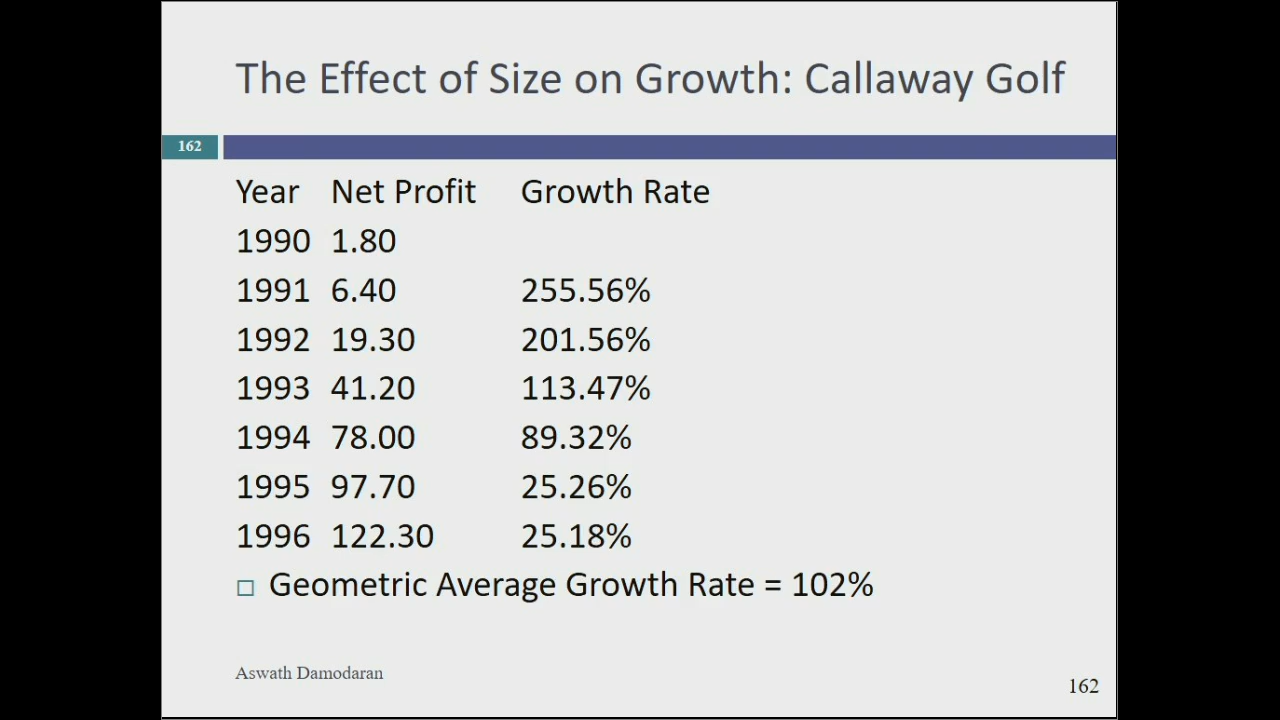 The Effect of Size on Growth: Callaway Golf
162
Year Net Profit Growth Rate
1990 1.80
1991 6.40 255.56%
1992 19.30 201.56%
1993 41.20 113.47%
1994 78.00 89.32%
1995 97.70 25.26%
1996 122.30 25.18%
Geometric Average Growth Rate = 102%
Aswath Damodaran
162